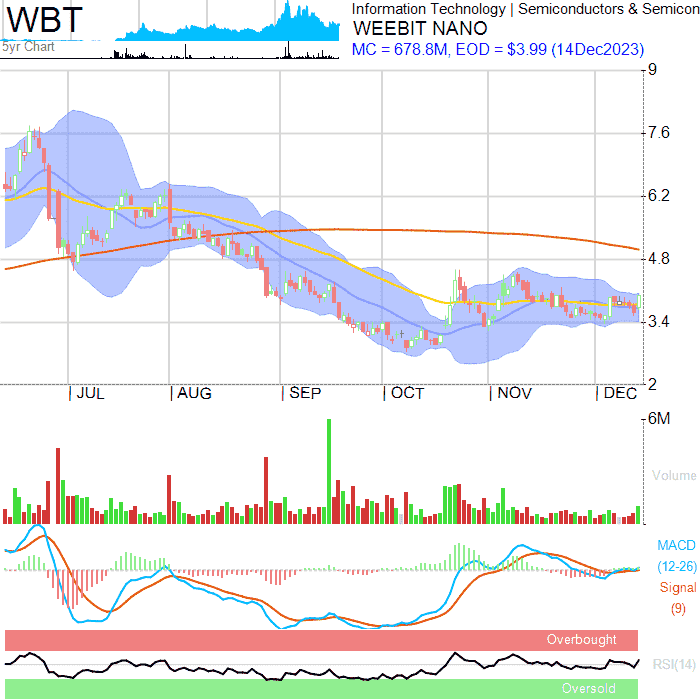 WBT
5yr Chart
Information Technology | Semiconductors & Semicon
WEEBIT NANO
MC = 678.8M, EOD = $3.99 (14Dec2023)
9
7.6
6.2
4.8
3.4
2
JUL AUG SEP OCT NOV DEC
6M
Volume
MACD
(12-26)
Signal
(9)
Overbought
RSI(14)
Oversold